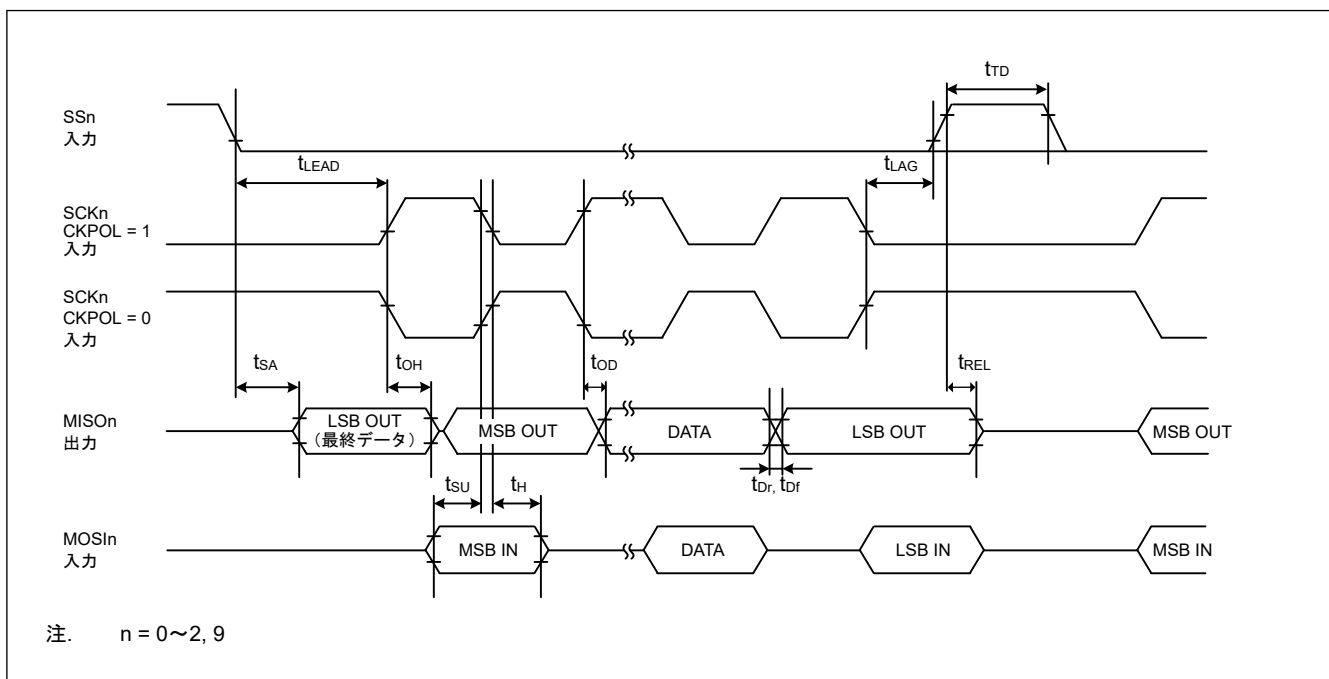 tTD
SSn
入力
tLEAD
tLAG
SCKn
CKPOL = 1
入力
SCKn
CKPOL = 0
入力
tSA
tOH
tOD
tREL
MISOn
出力
LSB OUT
(最終データ)
MSB OUT
DATA
LSB OUT
MSB OUT
tSU
tH
tDr, tDf
MOSIn
入力
MSB IN
DATA
LSB IN
MSB IN
注. n = 0~2, 9